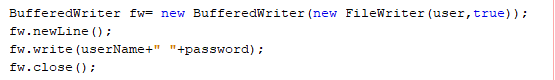 BufferedWriter fw= new BufferedWriter(new FileWriter(user,true));
fw.newLine();
fw.write(userName+" "+password);
fw.close();